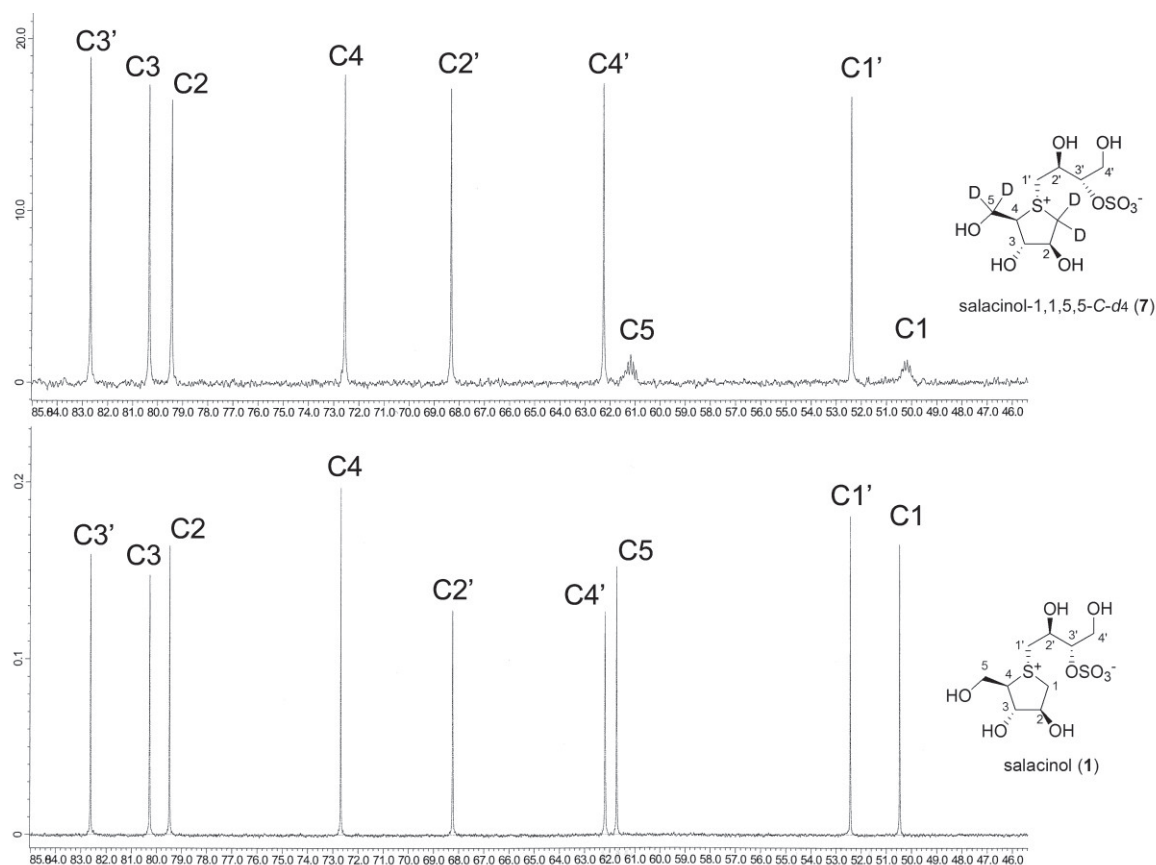 20.0
10.0
0
C3'
C3
C2
C4
C2'
C4'
C5
C1'
C1
85.0 84.0 83.0 82.0 81.0 80.0 79.0 78.0 77.0 76.0 75.0 74.0 73.0 72.0 71.0 70.0 69.0 68.0 67.0 66.0 65.0 64.0 63.0 62.0 61.0 60.0 59.0 58.0 57.0 56.0 55.0 54.0 53.0 52.0 51.0 50.0 49.0 48.0 47.0 46.0
OH OH
1' 2' 3' 4'
D D
5 4 S+ D
OSO3-
HO D
3 2
HO OH
salacinol-1,1,5,5-C-d4 (7)
0.2
0.1
0
C3'
C3
C2
C4
C2'
C4'
C5
C1'
C1
85.0 84.0 83.0 82.0 81.0 80.0 79.0 78.0 77.0 76.0 75.0 74.0 73.0 72.0 71.0 70.0 69.0 68.0 67.0 66.0 65.0 64.0 63.0 62.0 61.0 60.0 59.0 58.0 57.0 56.0 55.0 54.0 53.0 52.0 51.0 50.0 49.0 48.0 47.0 46.0
OH OH
1' 2' 3' 4'
5 4 S+ 1
OSO3-
HO
3 2
HO OH
salacinol (1)